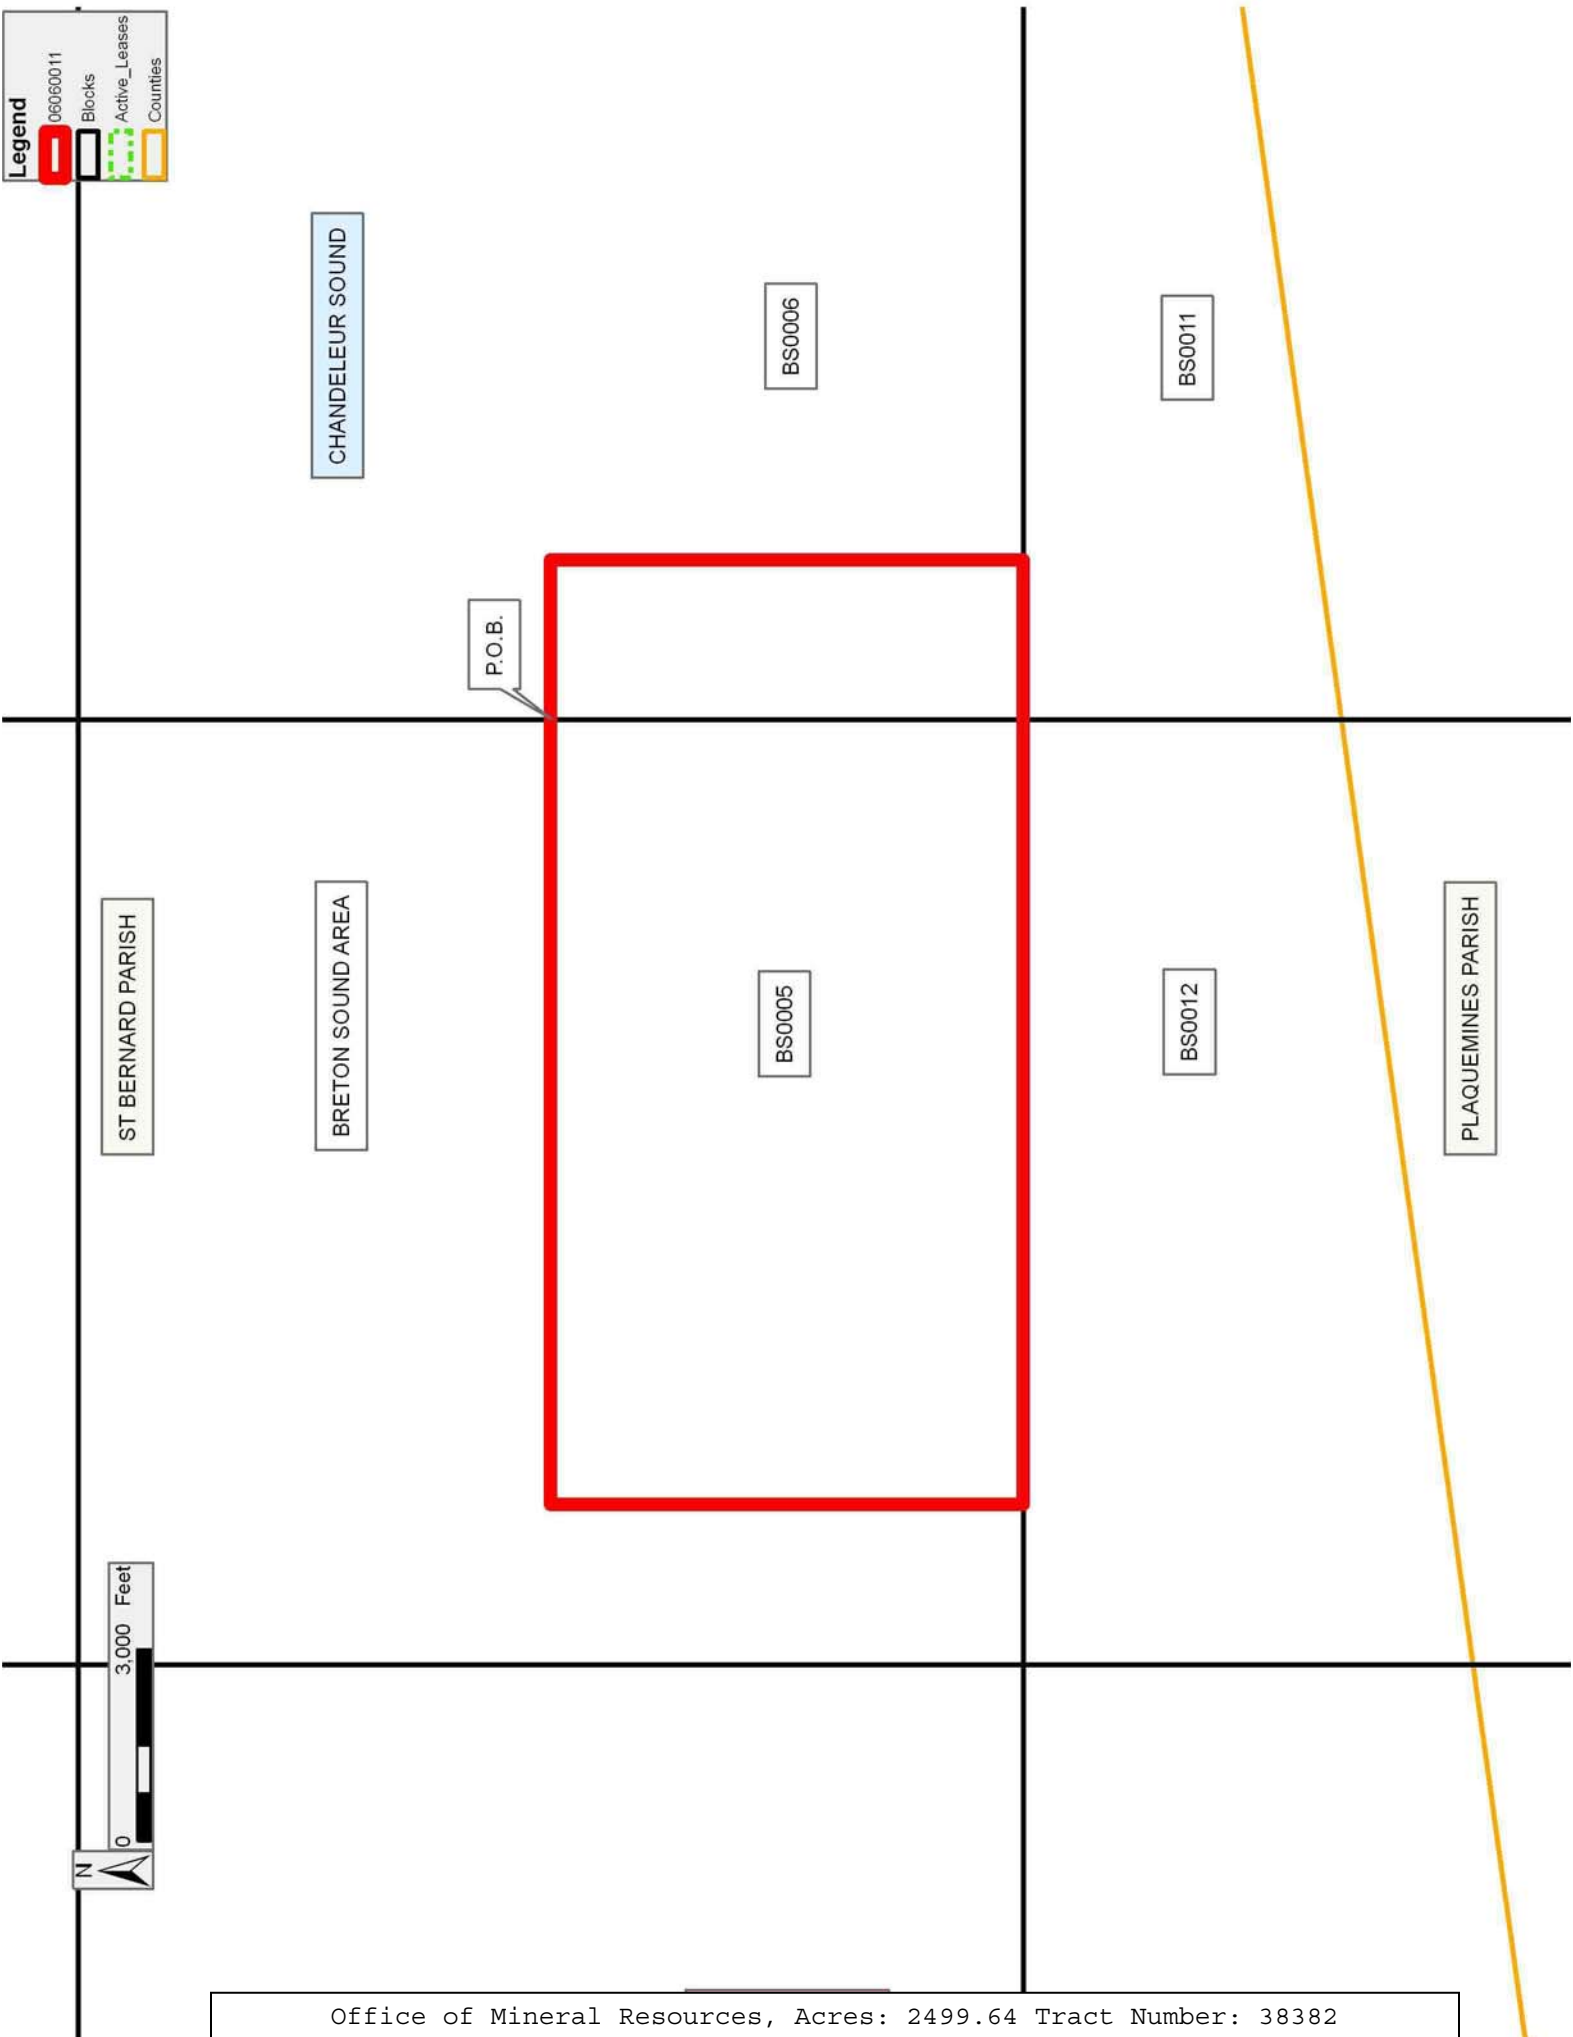 Legend
06060011
Blocks
Active_Leases
Counties
CHANDELEUR SOUND
BS0006
BS0011
P.O.B.
ST BERNARD PARISH
BRETON SOUND AREA
BS0005
BS0012
PLAQUEMINES PARISH
0 3,000 Feet
N
Office of Mineral Resources, Acres: 2499.64 Tract Number: 38382